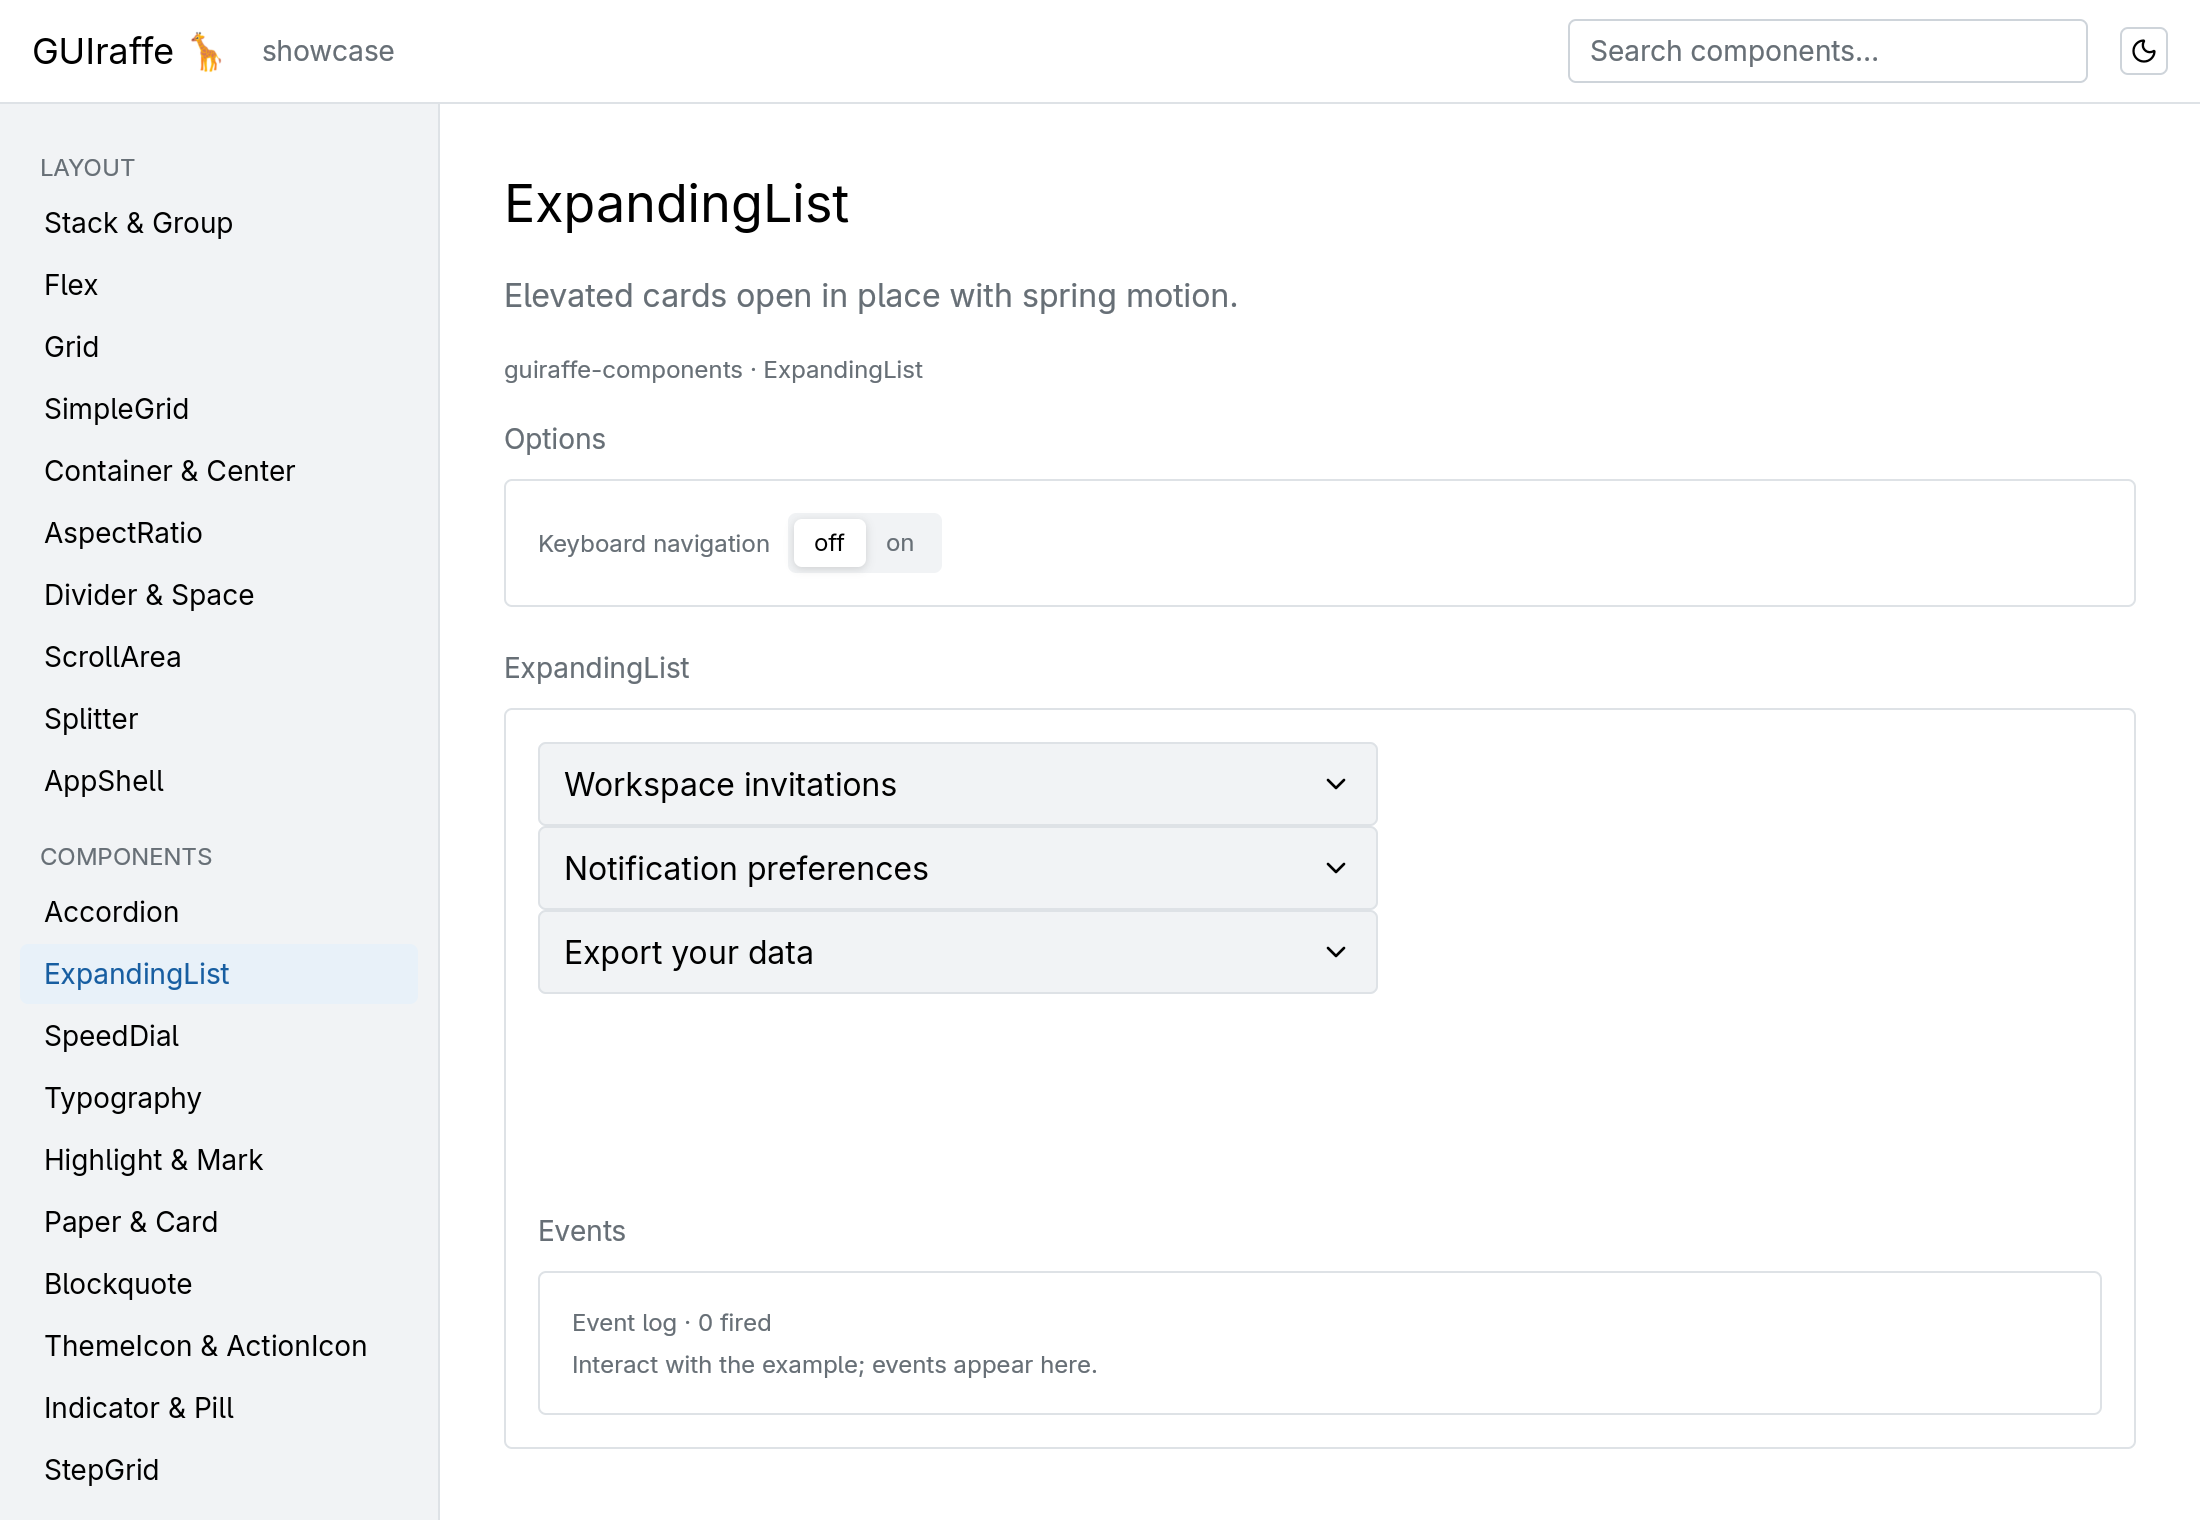 GUIraffe 🦒 showcase
Search components...
LAYOUT
Stack & Group
Flex
Grid
SimpleGrid
Container & Center
AspectRatio
Divider & Space
ScrollArea
Splitter
AppShell
COMPONENTS
Accordion
ExpandingList
SpeedDial
Typography
Highlight & Mark
Paper & Card
Blockquote
ThemeIcon & ActionIcon
Indicator & Pill
StepGrid
ExpandingList
Elevated cards open in place with spring motion.
guiraffe-components · ExpandingList
Options
Keyboard navigation off on
ExpandingList
Workspace invitations
Notification preferences
Export your data
Events
Event log · 0 fired
Interact with the example; events appear here.